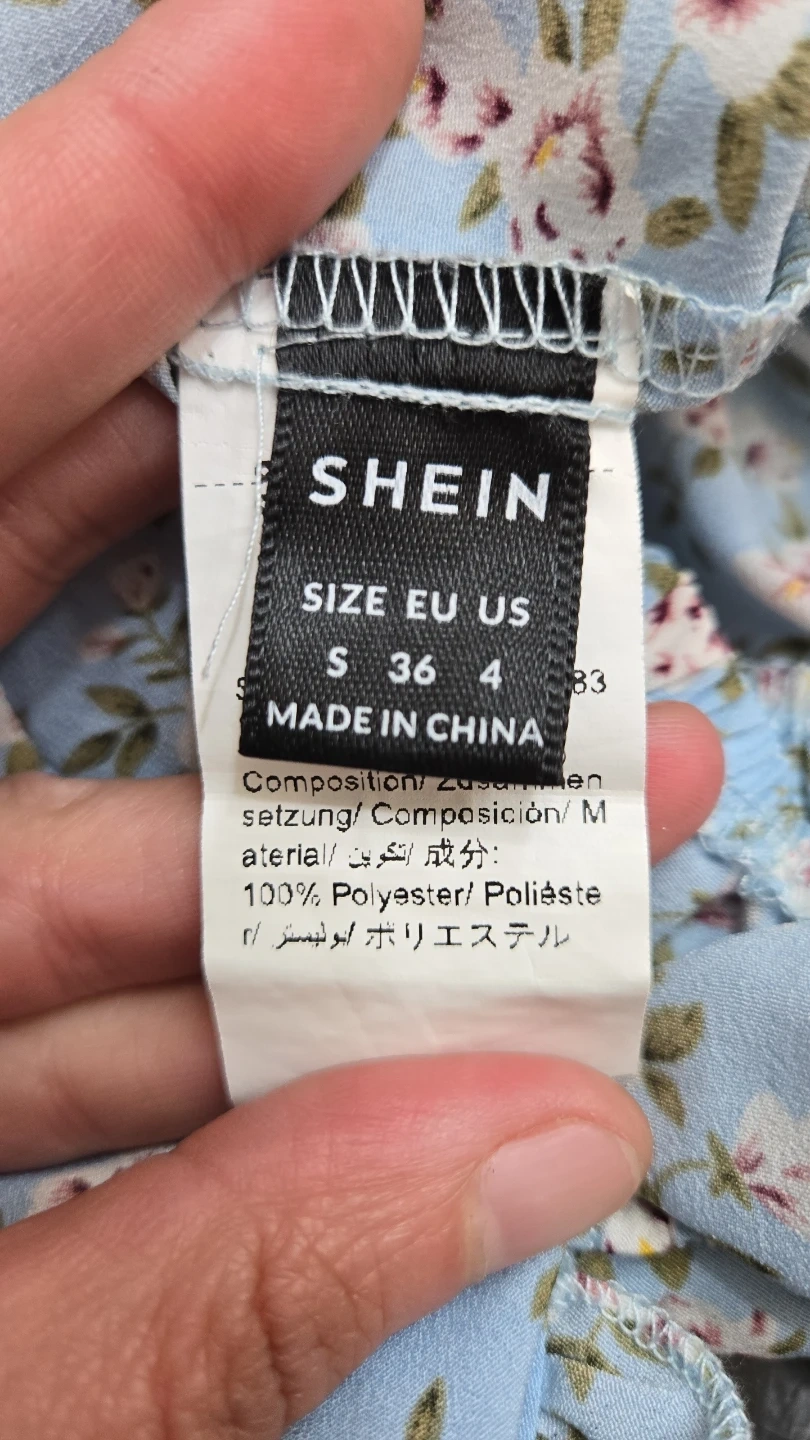 SHEIN
SIZE EU US
S 36 4
MADE IN CHINA
83
Composition/ Zusammen
setzung/ Composición/ M
aterial/ تكوين/ 成分:
100% Polyester/ Poliéste
r/ بوليستر/ ポリエステル